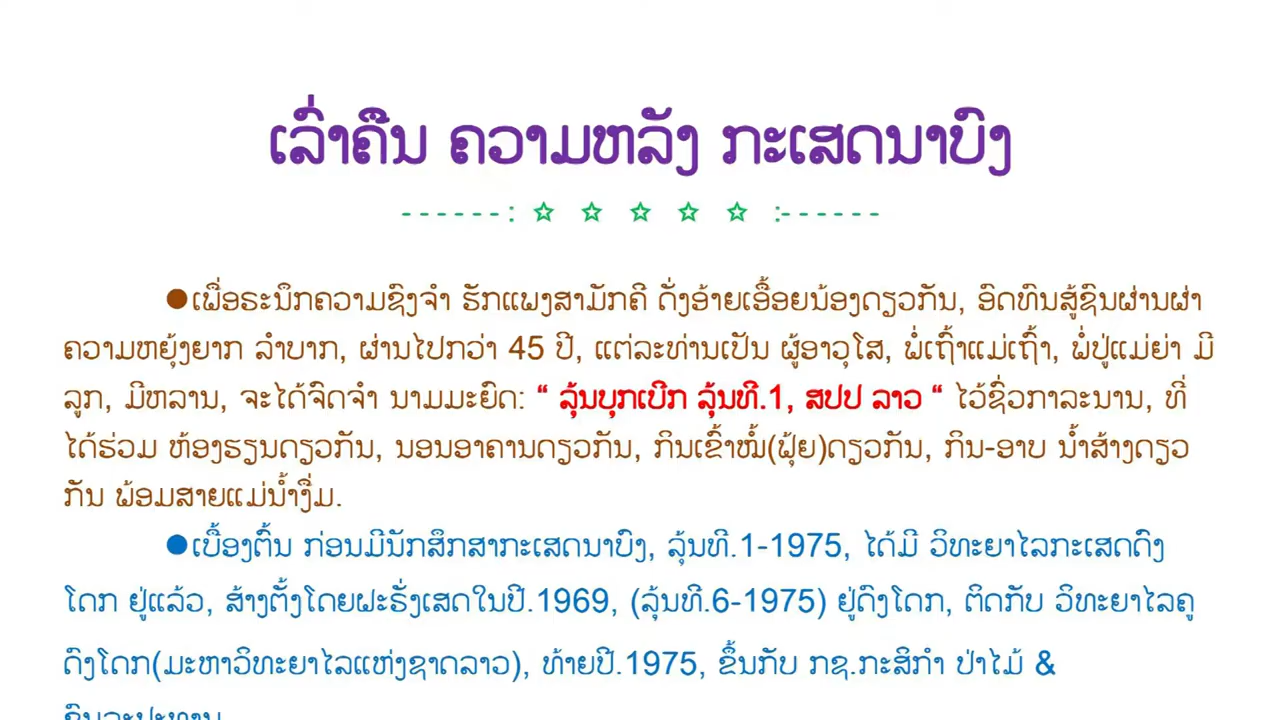 ເລົ່າຄືນ ຄວາມຫລັງ ກະເສດນາບົງ
------: ☆ ☆ ☆ ☆ ☆ :------
●ເພື່ອຣະນຶກຄວາມຊົງຈຳ ຮັກແພງສາມັກຄີ ດັ່ງອ້າຍເອື້ອຍນ້ອງດຽວກັນ, ອົດທົນສູ້ຊົນຜ່ານຜ່າ
ຄວາມຫຍຸ້ງຍາກ ລຳບາກ, ຜ່ານໄປກວ່າ 45 ປີ, ແຕ່ລະທ່ານເປັນ ຜູ້ອາວຸໂສ, ພໍ່ເຖົ້າແມ່ເຖົ້າ, ພໍ່ປູ່ແມ່ຍ່າ ມີ
ລູກ, ມີຫລານ, ຈະໄດ້ຈົດຈຳ ນາມມະຍົດ: “ ລຸ້ນບຸກເບີກ ລຸ້ນທີ.1, ສປປ ລາວ “ ໄວ້ຊົ່ວກາລະນານ, ທີ່
ໄດ້ຮ່ວມ ຫ້ອງຮຽນດຽວກັນ, ນອນອາຄານດຽວກັນ, ກິນເຂົ້າໝໍ້(ຟຸ້ຍ)ດຽວກັນ, ກິນ-ອາບ ນ້ຳສ້າງດຽວ
ກັນ ພ້ອມສາຍແມ່ນ້ຳງື່ມ.
●ເບື້ອງຕົ້ນ ກ່ອນມີນັກສຶກສາກະເສດນາບົງ, ລຸ້ນທີ.1-1975, ໄດ້ມີ ວິທະຍາໄລກະເສດດົງ
ໂດກ ຢູ່ແລ້ວ, ສ້າງຕັ້ງໂດຍຝະຣັ່ງເສດໃນປີ.1969, (ລຸ້ນທີ.6-1975) ຢູ່ດົງໂດກ, ຕິດກັບ ວິທະຍາໄລຄູ
ດົງໂດກ(ມະຫາວິທະຍາໄລແຫ່ງຊາດລາວ), ທ້າຍປີ.1975, ຂຶ້ນກັບ ກຊ.ກະສິກຳ ປ່າໄມ້ &